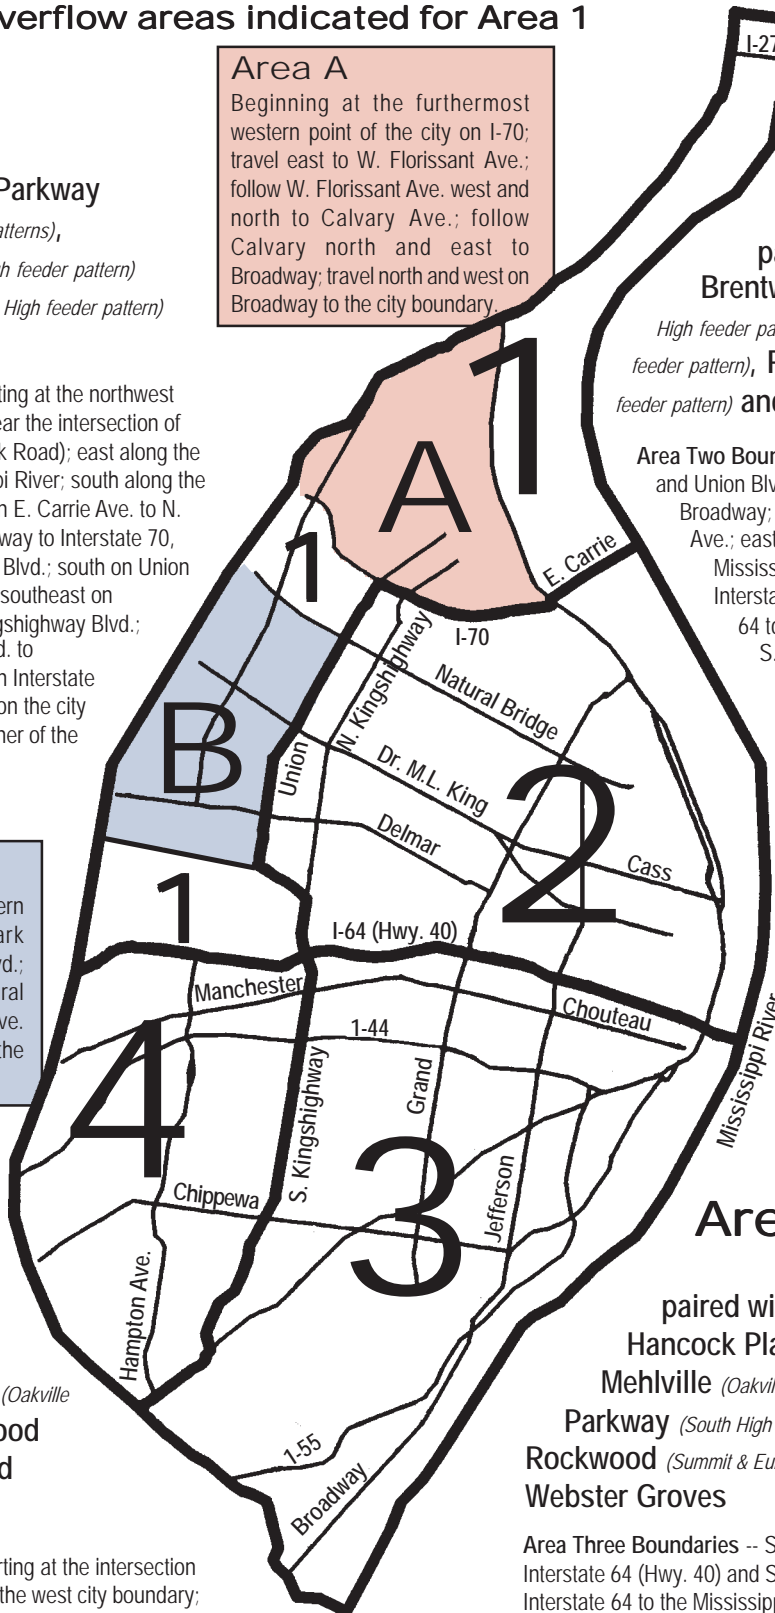 verflow areas indicated for Area 1
I-27
Area A
Beginning at the furthermost
western point of the city on I-70;
travel east to W. Florissant Ave.;
follow W. Florissant Ave. west and
north to Calvary Ave.; follow
Calvary north and east to
Broadway; travel north and west on
Broadway to the city boundary.
Parkway
atterns),
h feeder pattern)
High feeder pattern)
pa
Brentw
High feeder pa
feeder pattern), P
feeder pattern) and
ting at the northwest
ear the intersection of
k Road); east along the
pi River; south along the
n E. Carrie Ave. to N.
way to Interstate 70,
Blvd.; south on Union
southeast on
gshighway Blvd.;
d. to
n Interstate
on the city
ner of the
Area Two Boun
and Union Blv
Broadway;
Ave.; east
Mississ
Intersta
64 to
S.
1
A
1
E. Carrie
I-70
N. Kingshighway
Natural Bridge
B
Union
Dr. M.L. King
2
Delmar
Cass
1
I-64 (Hwy. 40)
ern
ark
vd.;
ral
ve.
the
Manchester
Chouteau
1-44
Mississippi River
4
Grand
S. Kingshighway
3
Chippewa
Jefferson
Hampton Ave.
1-55
Broadway
Are
paired wi
Hancock Pla
Mehlville (Oakvil
Parkway (South High
Rockwood (Summit & Eu
Webster Groves
(Oakville
ood
d
Area Three Boundaries -- S
Interstate 64 (Hwy. 40) and S
Interstate 64 to the Mississipp
rting at the intersection
the west city boundary;